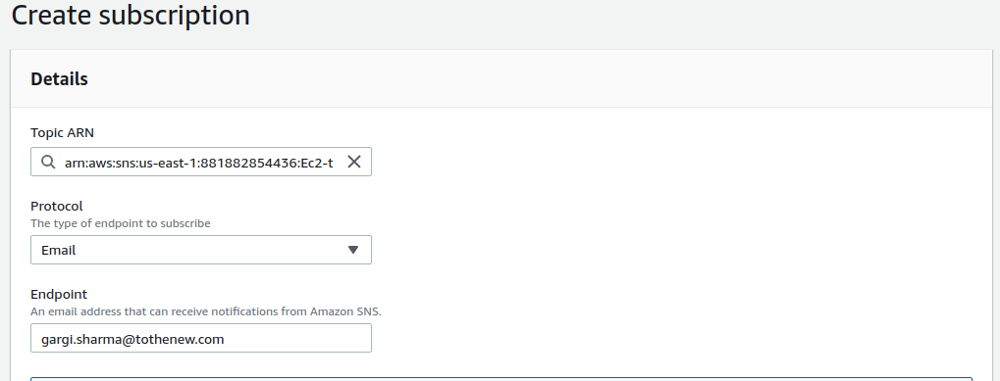 Create subscription
Details
Topic ARN
arn:aws:sns:us-east-1:881882854436:Ec2-t
Protocol
The type of endpoint to subscribe
Email
Endpoint
An email address that can receive notifications from Amazon SNS.
gargi.sharma@tothenew.com